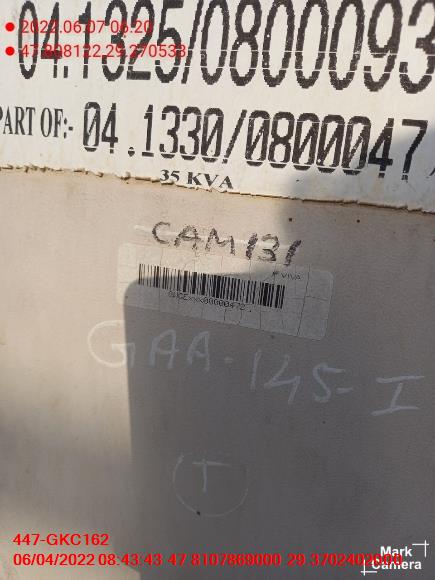 2022.06.07 06:20
04.1325/0800093
47.808122,29.270533
PART OF:- 04.1330/0800047
35 KVA
CAM131
VIVA
GAA-145-I
T
447-GKC162
06/04/2022 08:43:43 47 8107869000 29.3702402000
Mark
Camera